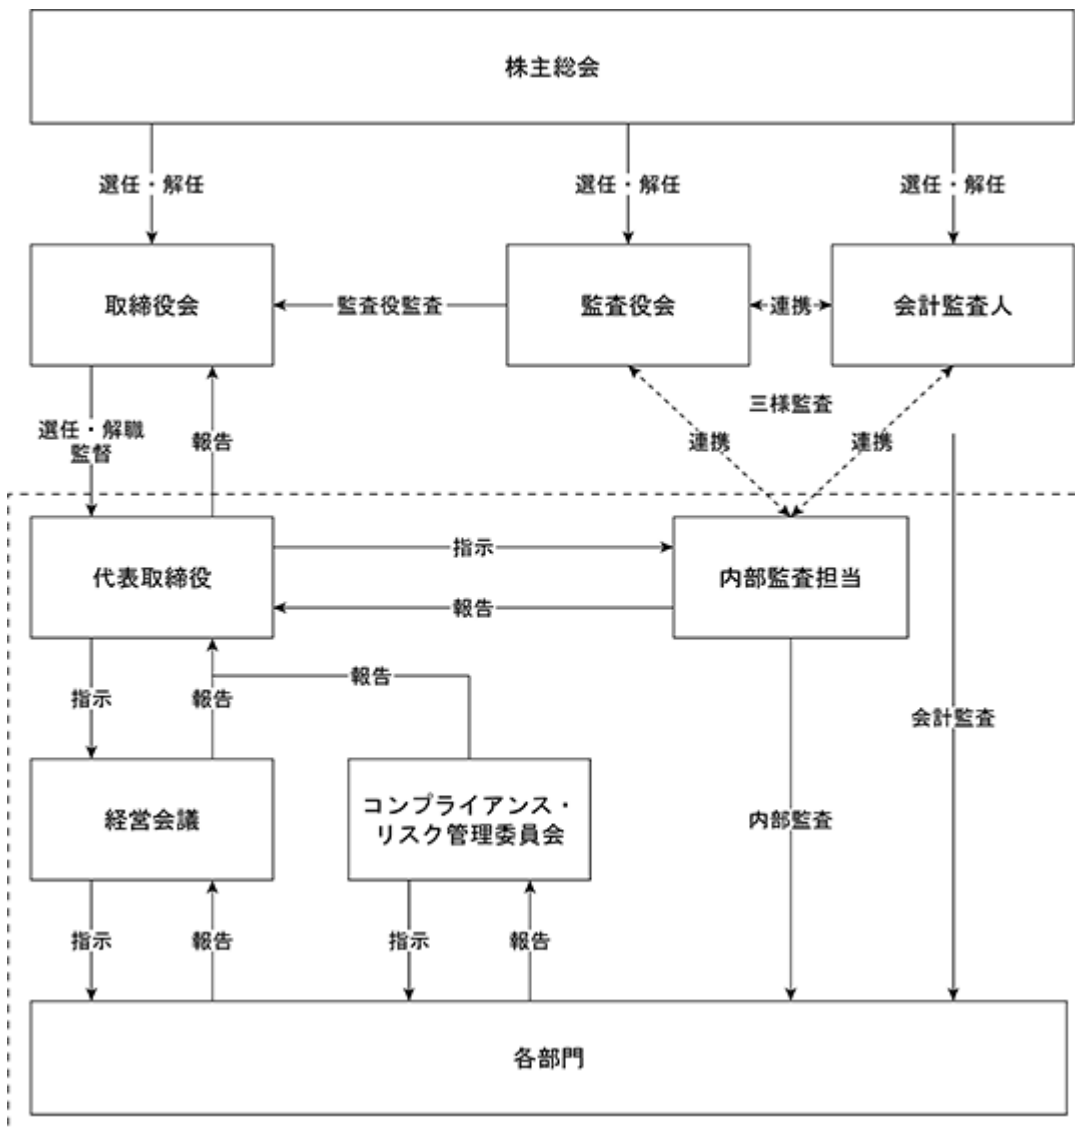 株主総会
選任・解任
選任・解任
選任・解任
取締役会
監査役監査
監査役会
連携
会計監査人
三様監査
選任・解職
監督
報告
連携
連携
代表取締役
指示
報告
内部監査担当
指示
報告
報告
会計監査
経営会議
コンプライアンス・
リスク管理委員会
内部監査
指示
報告
指示
報告
各部門